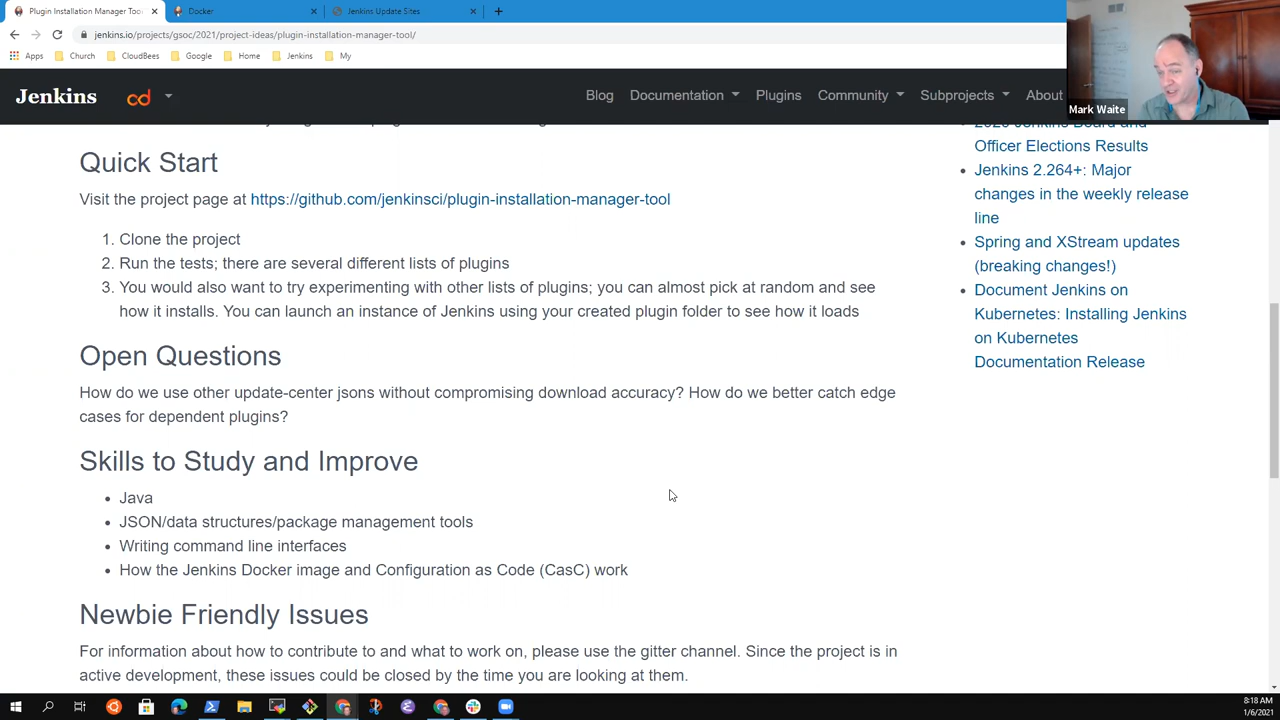 Plugin Installation Manager Too
Docker
Jenkins Update Sites
jenkins.io/projects/gsoc/2021/project-ideas/plugin-installation-manager-tool/
Apps
Church
CloudBees
Google
Home
Jenkins
My
Jenkins
cd
Blog
Documentation
Plugins
Community
Subprojects
About
Mark Waite
Officer Elections Results
Jenkins 2.264+: Major
changes in the weekly release
line
Spring and XStream updates
(breaking changes!)
Document Jenkins on
Kubernetes: Installing Jenkins
on Kubernetes
Documentation Release
Quick Start
Visit the project page at https://github.com/jenkinsci/plugin-installation-manager-tool
1. Clone the project
2. Run the tests; there are several different lists of plugins
3. You would also want to try experimenting with other lists of plugins; you can almost pick at random and see
how it installs. You can launch an instance of Jenkins using your created plugin folder to see how it loads
Open Questions
How do we use other update-center jsons without compromising download accuracy? How do we better catch edge
cases for dependent plugins?
Skills to Study and Improve
Java
JSON/data structures/package management tools
Writing command line interfaces
How the Jenkins Docker image and Configuration as Code (CasC) work
Newbie Friendly Issues
For information about how to contribute to and what to work on, please use the gitter channel. Since the project is in
active development, these issues could be closed by the time you are looking at them.
8:18 AM
1/6/2021